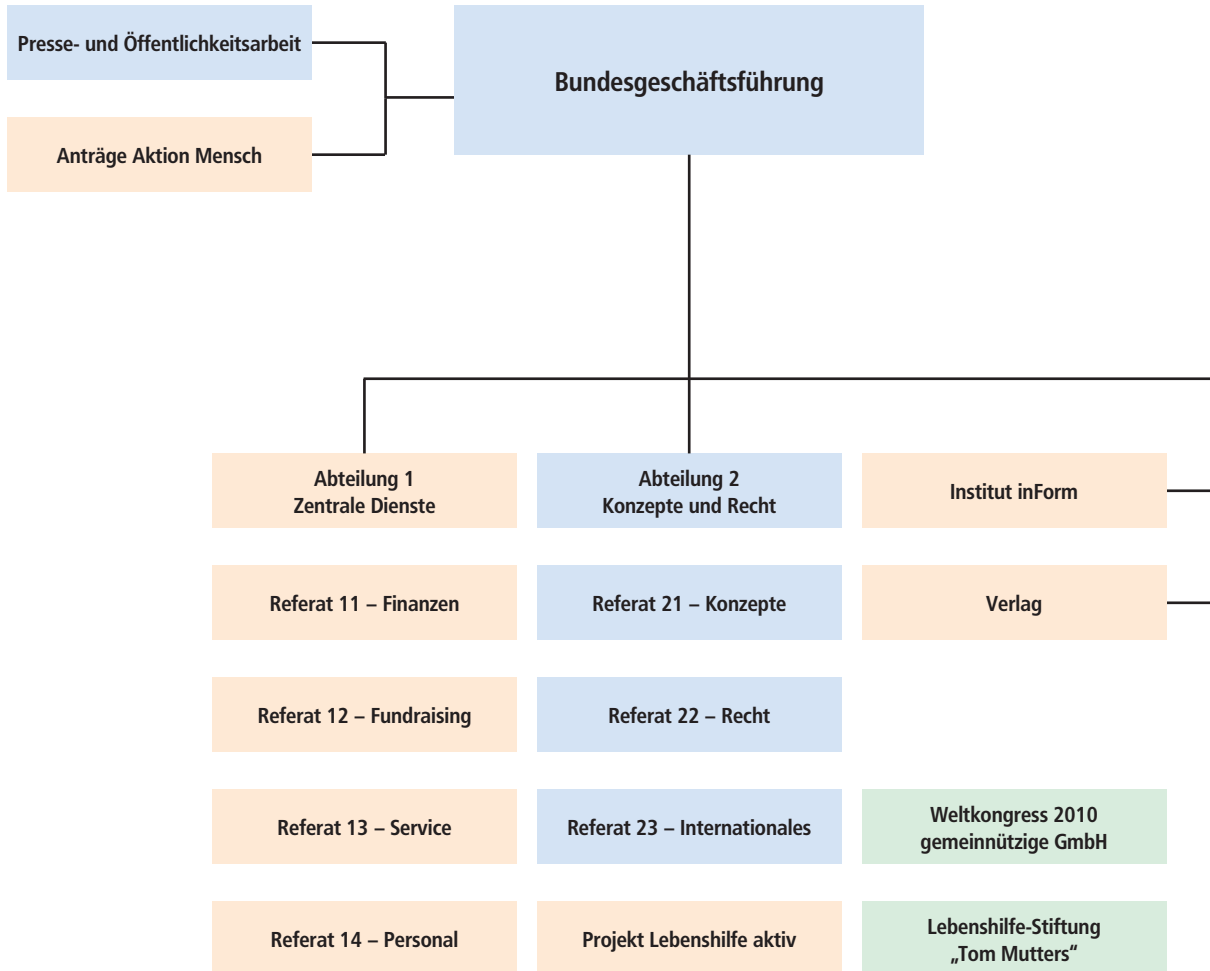 Presse- und Öffentlichkeitsarbeit
Bundesgeschäftsführung
Anträge Aktion Mensch
Abteilung 1
Zentrale Dienste
Abteilung 2
Konzepte und Recht
Institut inForm
Referat 11 – Finanzen
Referat 21 – Konzepte
Verlag
Referat 12 – Fundraising
Referat 22 – Recht
Referat 13 – Service
Referat 23 – Internationales
Weltkongress 2010
gemeinnützige GmbH
Referat 14 – Personal
Projekt Lebenshilfe aktiv
Lebenshilfe-Stiftung
„Tom Mutters“